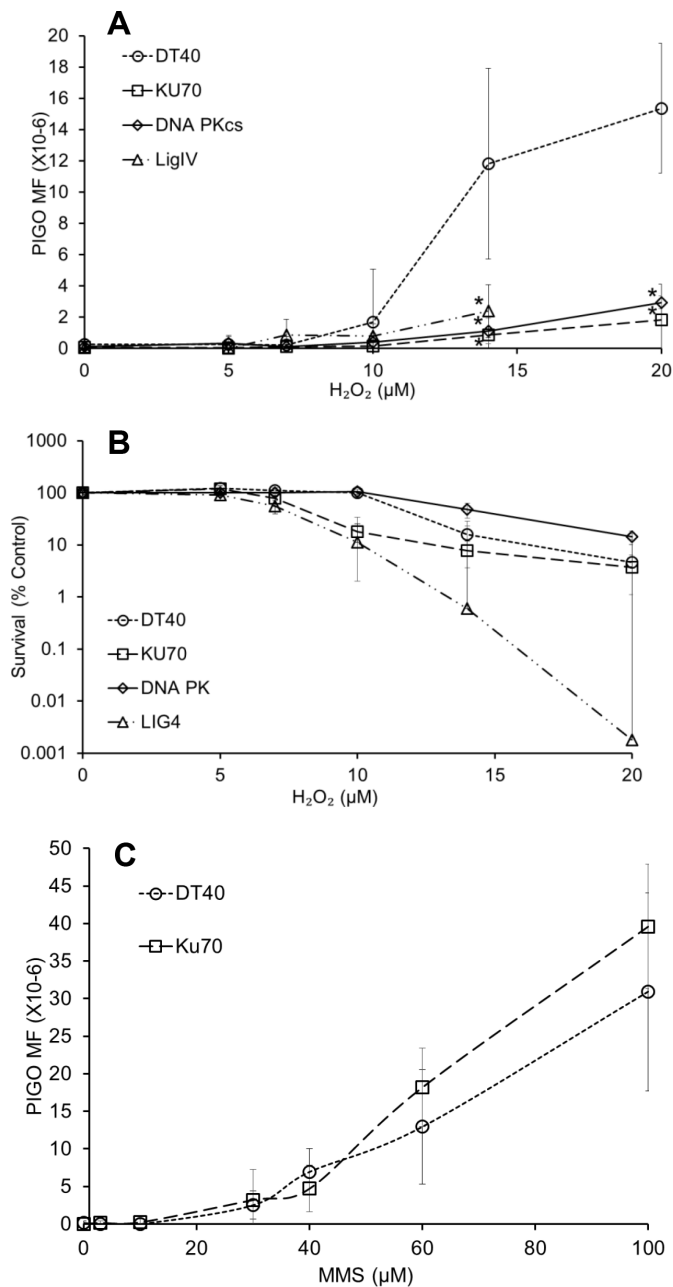 A
20
18
16
14
12
10
8
6
4
2
0
PIGO MF (X10-6)
DT40
KU70
DNA PKcs
LigIV
*
*
*
*
*
0 5 10 15 20
H₂O₂ (µM)
B
1000
100
10
1
0.1
0.01
0.001
Survival (% Control)
DT40
KU70
DNA PK
LIG4
0 5 10 15 20
H₂O₂ (µM)
C
50
45
40
35
30
25
20
15
10
5
0
PIGO MF (X10-6)
DT40
Ku70
0 20 40 60 80 100
MMS (µM)